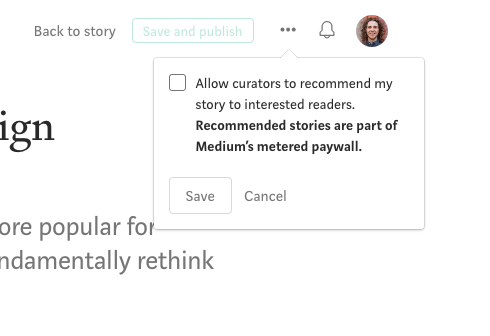 Back to story
Save and publish
Allow curators to recommend my
story to interested readers.
Recommended stories are part of
Medium's metered paywall.
Save
Cancel
ign
ore popular for
ndamentally rethink